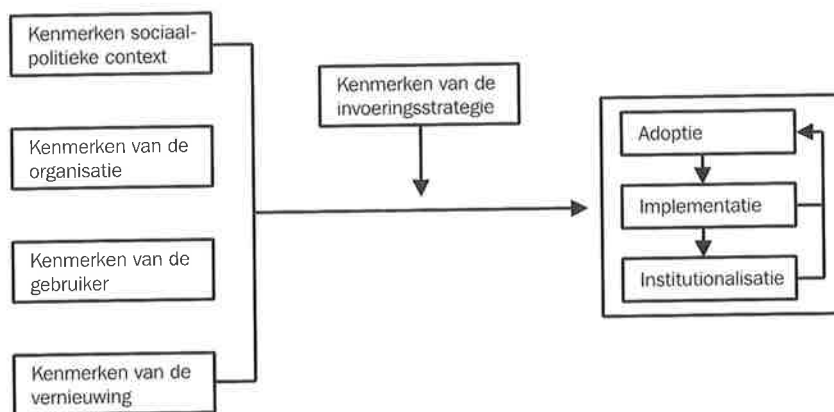 Kenmerken sociaal-
politieke context
Kenmerken van de
organisatie
Kenmerken van de
gebruiker
Kenmerken van de
vernieuwing
Kenmerken van de
invoeringsstrategie
Adoptie
Implementatie
Institutionalisatie